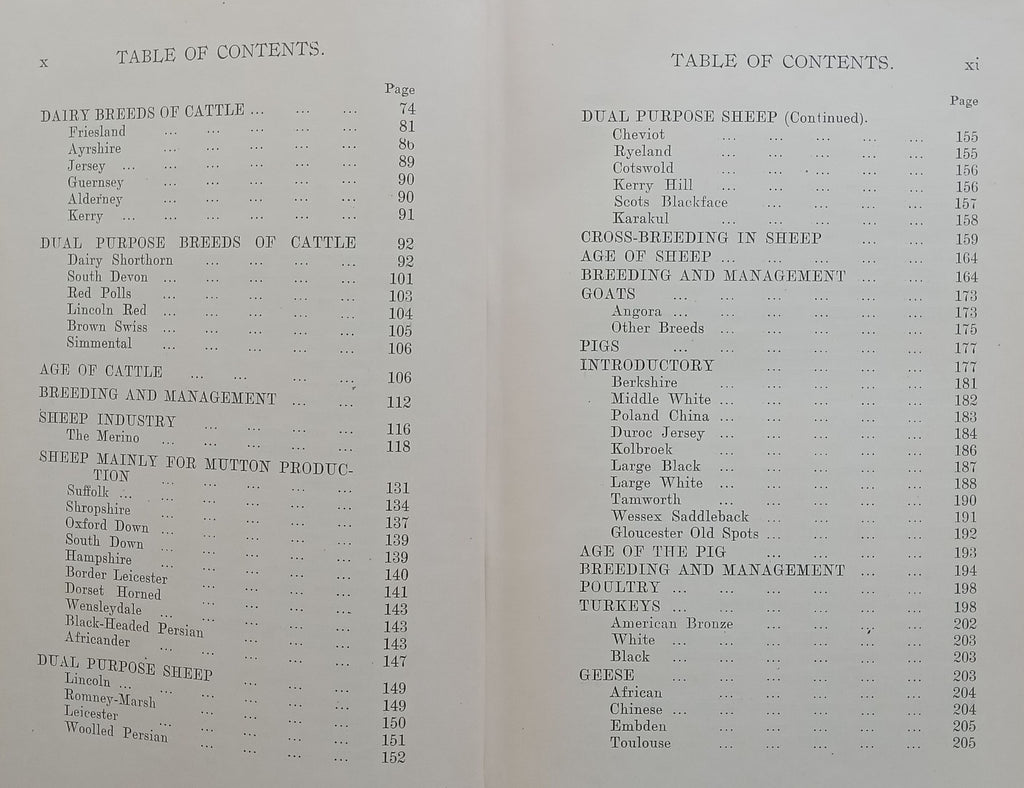 x TABLE OF CONTENTS.
Page
DAIRY BREEDS OF CATTLE ... ... ... 74
Friesland ... ... ... ... ... 81
Ayrshire ... ... ... ... ... 86
Jersey ... ... ... ... ... ... 89
Guernsey ... ... ... ... ... 90
Alderney ... ... ... ... ... 90
Kerry ... ... ... ... ... ... 91
DUAL PURPOSE BREEDS OF CATTLE 92
Dairy Shorthorn ... ... ... ... 92
South Devon ... ... ... ... ... 101
Red Polls ... ... ... ... ... 103
Lincoln Red ... ... ... ... ... 104
Brown Swiss ... ... ... ... ... 105
Simmental ... ... ... ... ... 106
AGE OF CATTLE ... ... ... ... 106
BREEDING AND MANAGEMENT ... ... 112
SHEEP INDUSTRY ... ... ... ... 116
The Merino ... ... ... ... ... 118
SHEEP MAINLY FOR MUTTON PRODUC-
TION ... ... ... ... ... 131
Suffolk ... ... ... ... ... ... 134
Shropshire ... ... ... ... ... 137
Oxford Down ... ... ... ... ... 139
South Down ... ... ... ... ... 139
Hampshire ... ... ... ... ... 140
Border Leicester ... ... ... ... 141
Dorset Horned ... ... ... ... 143
Wensleydale ... ... ... ... ... 143
Black-Headed Persian ... ... ... 143
Africander ... ... ... ... ... 147
DUAL PURPOSE SHEEP ... ... ... 149
Lincoln ... ... ... ... ... ... 149
Romney-Marsh ... ... ... ... ... 150
Leicester ... ... ... ... ... 151
Woolled Persian ... ... ... ... 152
TABLE OF CONTENTS. xi
Page
DUAL PURPOSE SHEEP (Continued).
Cheviot ... ... ... ... ... 155
Ryeland ... ... ... ... ... 155
Cotswold ... ... ... ... ... 156
Kerry Hill ... ... ... ... ... 156
Scots Blackface ... ... ... ... 157
Karakul ... ... ... ... ... 158
CROSS-BREEDING IN SHEEP ... ... 159
AGE OF SHEEP ... ... ... ... ... 164
BREEDING AND MANAGEMENT ... ... 164
GOATS ... ... ... ... ... ... 173
Angora ... ... ... ... ... ... 173
Other Breeds ... ... ... ... ... 175
PIGS ... ... ... ... ... ... 177
INTRODUCTORY ... ... ... ... ... 177
Berkshire ... ... ... ... ... 181
Middle White ... ... ... ... ... 182
Poland China ... ... ... ... ... 183
Duroc Jersey ... ... ... ... ... 184
Kolbroek ... ... ... ... ... 186
Large Black ... ... ... ... ... 187
Large White ... ... ... ... ... 188
Tamworth ... ... ... ... ... 190
Wessex Saddleback ... ... ... ... 191
Gloucester Old Spots ... ... ... ... 192
AGE OF THE PIG ... ... ... ... 193
BREEDING AND MANAGEMENT ... ... 194
POULTRY ... ... ... ... ... ... 198
TURKEYS ... ... ... ... ... ... 198
American Bronze ... ... ... ... 202
White ... ... ... ... ... ... 203
Black ... ... ... ... ... ... 203
GEESE ... ... ... ... ... ... 203
African ... ... ... ... ... 204
Chinese ... ... ... ... ... ... 204
Embden ... ... ... ... ... 205
Toulouse ... ... ... ... ... 205